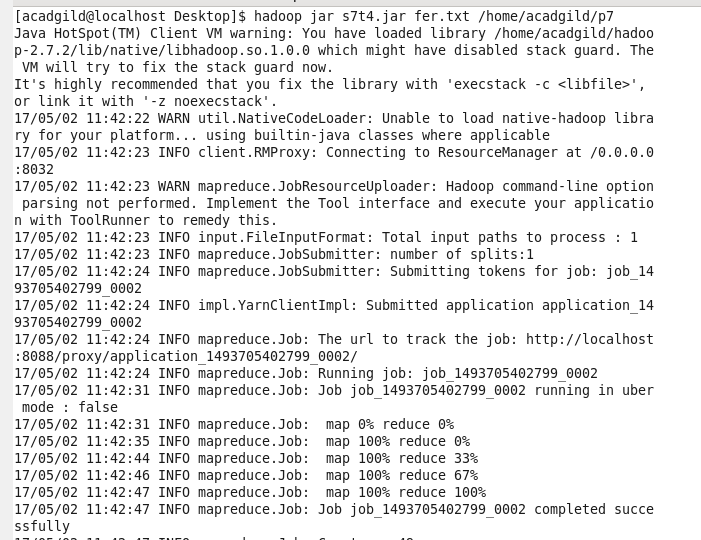 [acadgild@localhost Desktop]$ hadoop jar s7t4.jar fer.txt /home/acadgild/p7
Java HotSpot(TM) Client VM warning: You have loaded library /home/acadgild/hadoo
p-2.7.2/lib/native/libhadoop.so.1.0.0 which might have disabled stack guard. The
 VM will try to fix the stack guard now.
It's highly recommended that you fix the library with 'execstack -c <libfile>',
or link it with '-z noexecstack'.
17/05/02 11:42:22 WARN util.NativeCodeLoader: Unable to load native-hadoop libra
ry for your platform... using builtin-java classes where applicable
17/05/02 11:42:23 INFO client.RMProxy: Connecting to ResourceManager at /0.0.0.0
:8032
17/05/02 11:42:23 WARN mapreduce.JobResourceUploader: Hadoop command-line option
 parsing not performed. Implement the Tool interface and execute your applicatio
n with ToolRunner to remedy this.
17/05/02 11:42:23 INFO input.FileInputFormat: Total input paths to process : 1
17/05/02 11:42:23 INFO mapreduce.JobSubmitter: number of splits:1
17/05/02 11:42:24 INFO mapreduce.JobSubmitter: Submitting tokens for job: job_14
93705402799_0002
17/05/02 11:42:24 INFO impl.YarnClientImpl: Submitted application application_14
93705402799_0002
17/05/02 11:42:24 INFO mapreduce.Job: The url to track the job: http://localhost
:8088/proxy/application_1493705402799_0002/
17/05/02 11:42:24 INFO mapreduce.Job: Running job: job_1493705402799_0002
17/05/02 11:42:31 INFO mapreduce.Job: Job job_1493705402799_0002 running in uber
 mode : false
17/05/02 11:42:31 INFO mapreduce.Job:  map 0% reduce 0%
17/05/02 11:42:35 INFO mapreduce.Job:  map 100% reduce 0%
17/05/02 11:42:44 INFO mapreduce.Job:  map 100% reduce 33%
17/05/02 11:42:46 INFO mapreduce.Job:  map 100% reduce 67%
17/05/02 11:42:47 INFO mapreduce.Job:  map 100% reduce 100%
17/05/02 11:42:47 INFO mapreduce.Job: Job job_1493705402799_0002 completed succe
ssfully